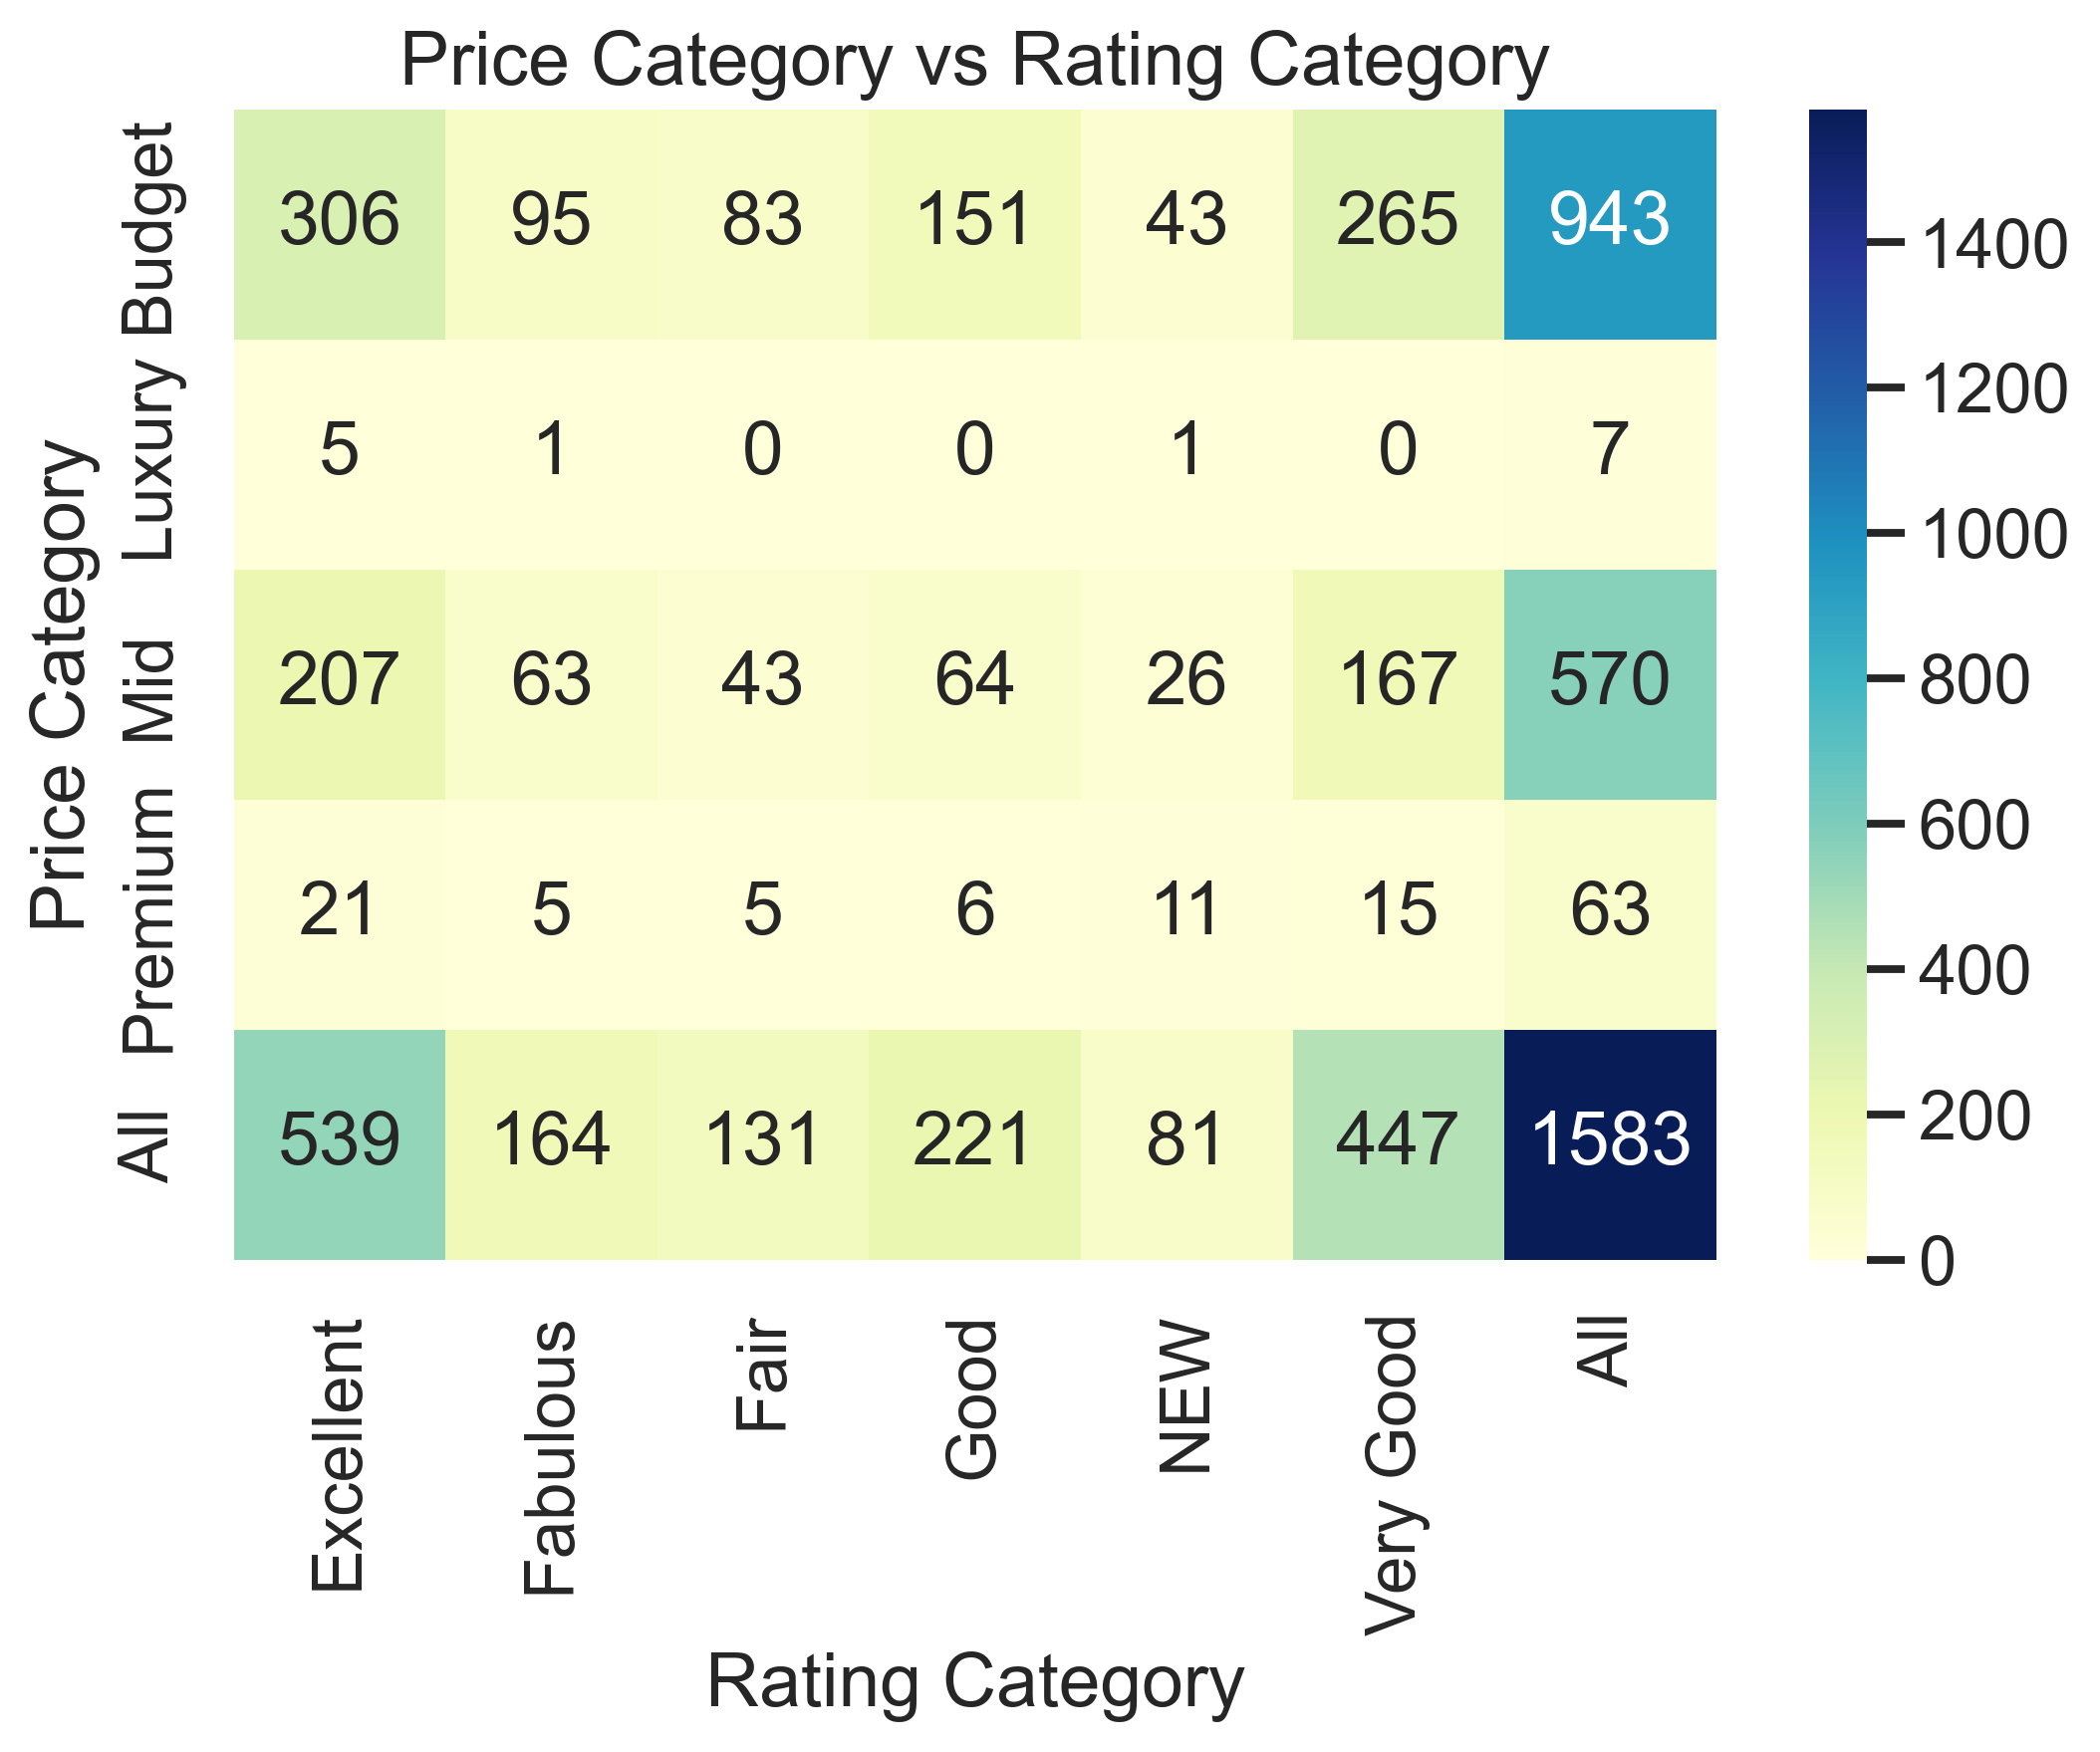 Price Category vs Rating Category
Price Category
Budget 306 95 83 151 43 265 943
Luxury 5 1 0 0 1 0 7
Mid 207 63 43 64 26 167 570
Premium 21 5 5 6 11 15 63
All 539 164 131 221 81 447 1583
Excellent Fabulous Fair Good NEW Very Good All
Rating Category
1400
1200
1000
800
600
400
200
0